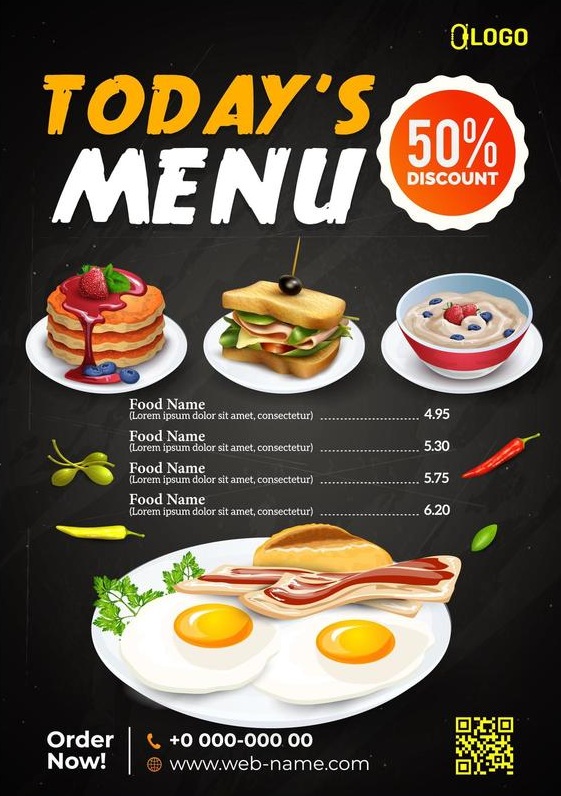 LOGO
TODAY'S
MENU
50%
DISCOUNT
Food Name
(Lorem ipsum dolor sit amet, consectetur) 4.95
Food Name
(Lorem ipsum dolor sit amet, consectetur) 5.30
Food Name
(Lorem ipsum dolor sit amet, consectetur) 5.75
Food Name
(Lorem ipsum dolor sit amet, consectetur) 6.20
Order
Now!
+0 000-000 00
www.web-name.com